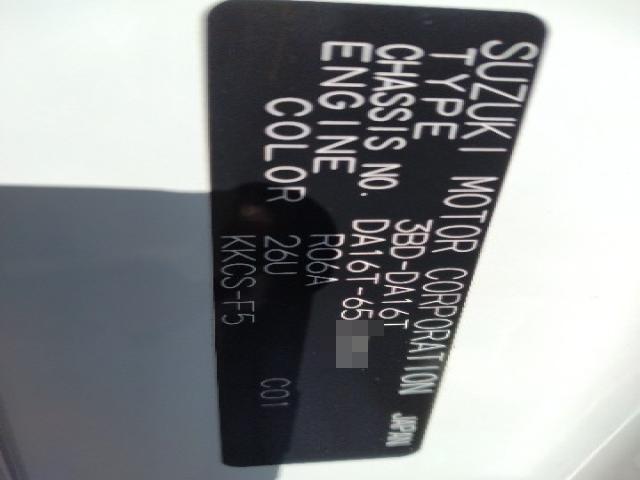 SUZUKI MOTOR CORPORATION JAPAN
TYPE 3BD-DA16T
CHASSIS NO. DA16T-65
ENGINE R06A
COLOR 26U C01
KKCS-F5